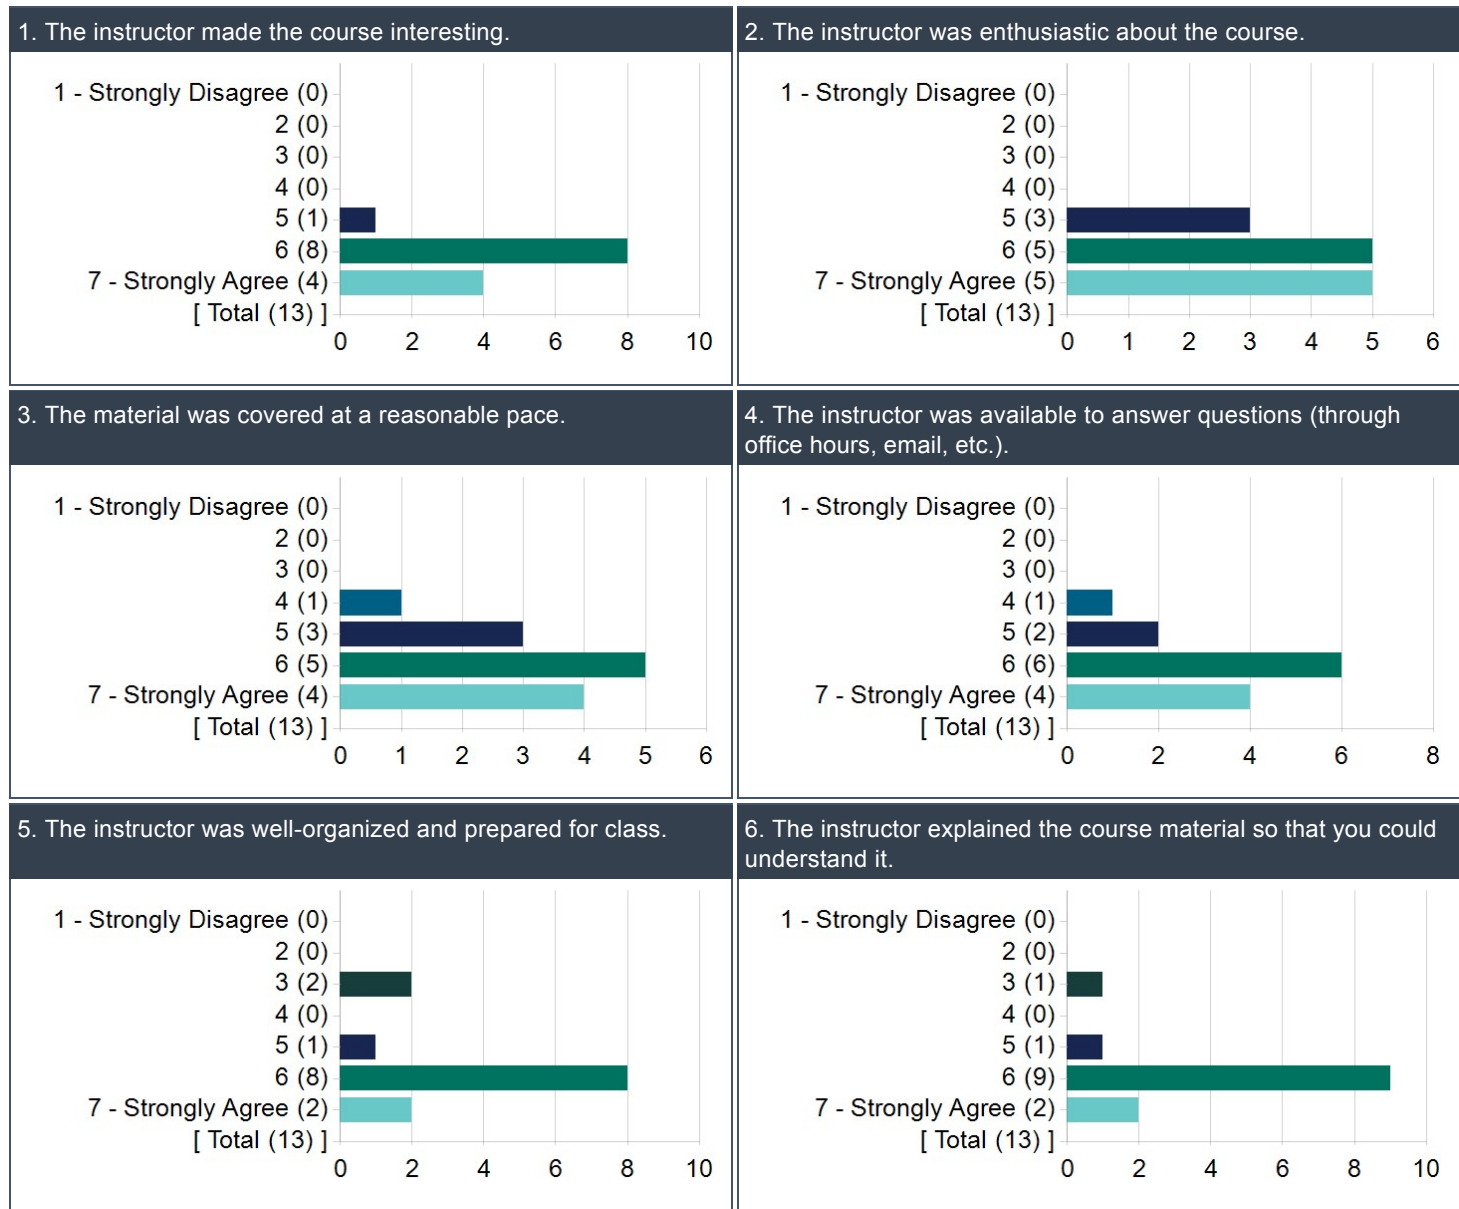 1. The instructor made the course interesting.
1 - Strongly Disagree (0)
2 (0)
3 (0)
4 (0)
5 (1)
6 (8)
7 - Strongly Agree (4)
[ Total (13) ]
0 2 4 6 8 10
2. The instructor was enthusiastic about the course.
1 - Strongly Disagree (0)
2 (0)
3 (0)
4 (0)
5 (3)
6 (5)
7 - Strongly Agree (5)
[ Total (13) ]
0 1 2 3 4 5 6
3. The material was covered at a reasonable pace.
1 - Strongly Disagree (0)
2 (0)
3 (0)
4 (1)
5 (3)
6 (5)
7 - Strongly Agree (4)
[ Total (13) ]
0 1 2 3 4 5 6
4. The instructor was available to answer questions (through
office hours, email, etc.).
1 - Strongly Disagree (0)
2 (0)
3 (0)
4 (1)
5 (2)
6 (6)
7 - Strongly Agree (4)
[ Total (13) ]
0 2 4 6 8
5. The instructor was well-organized and prepared for class.
1 - Strongly Disagree (0)
2 (0)
3 (2)
4 (0)
5 (1)
6 (8)
7 - Strongly Agree (2)
[ Total (13) ]
0 2 4 6 8 10
6. The instructor explained the course material so that you could
understand it.
1 - Strongly Disagree (0)
2 (0)
3 (1)
4 (0)
5 (1)
6 (9)
7 - Strongly Agree (2)
[ Total (13) ]
0 2 4 6 8 10